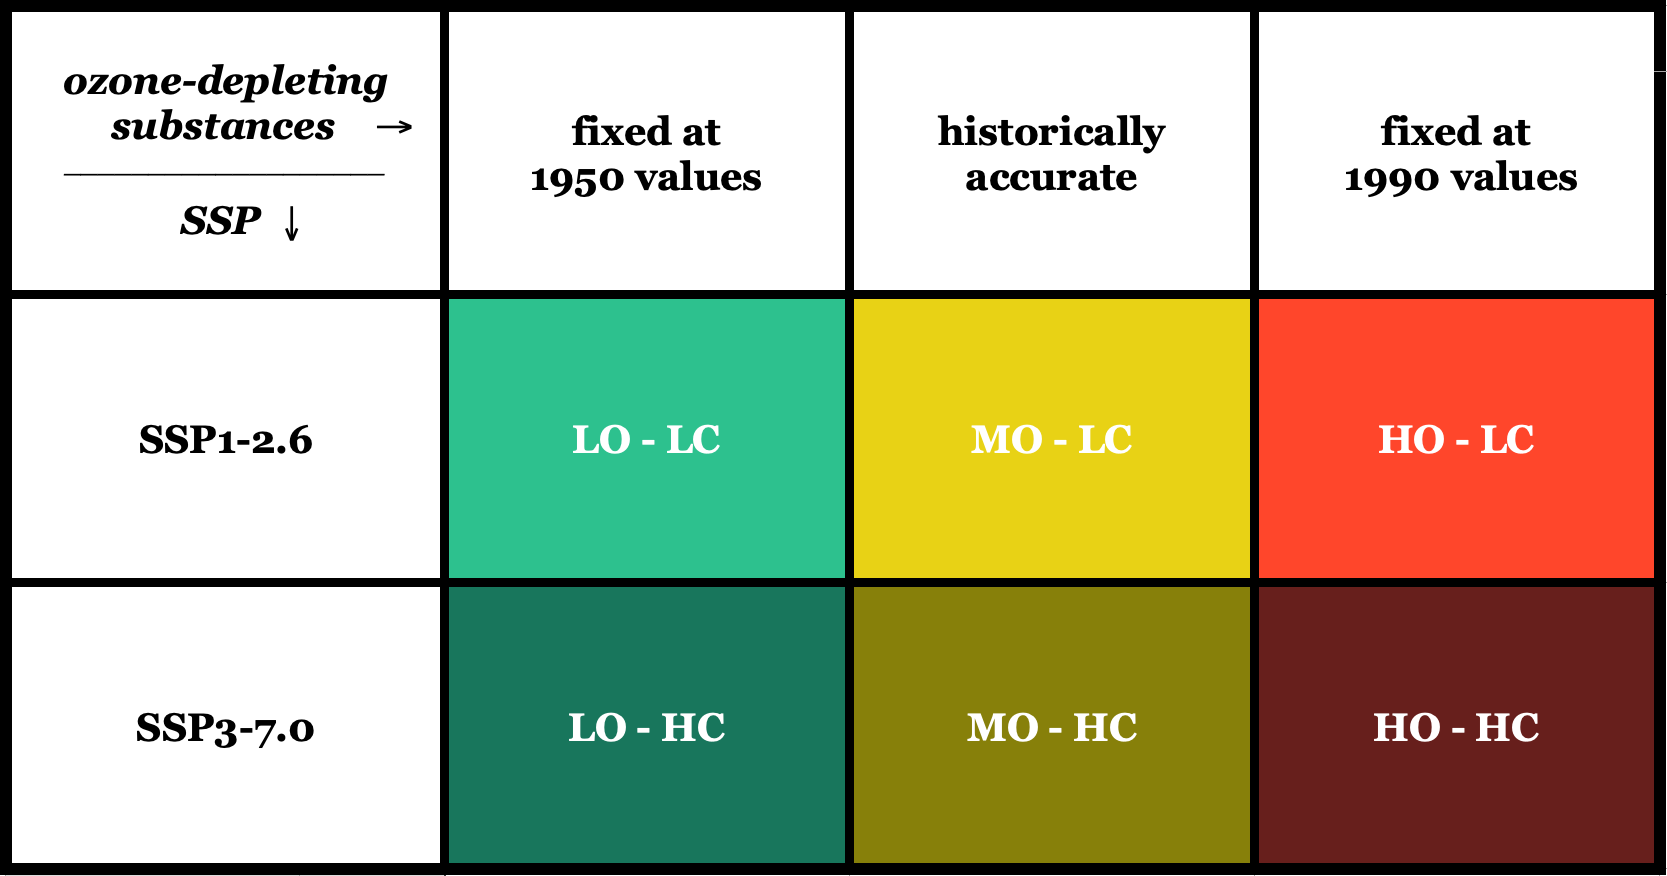 ozone-depleting
substances →
SSP ↓
fixed at
1950 values
historically
accurate
fixed at
1990 values
SSP1-2.6
LO - LC
MO - LC
HO - LC
SSP3-7.0
LO - HC
MO - HC
HO - HC